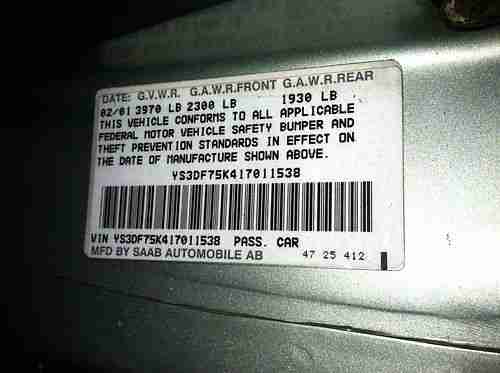 DATE: G.V.W.R. G.A.W.R.FRONT G.A.W.R.REAR
02/01 3970 LB 2300 LB 1930 LB
THIS VEHICLE CONFORMS TO ALL APPLICABLE
FEDERAL MOTOR VEHICLE SAFETY BUMPER AND
THEFT PREVENTION STANDARDS IN EFFECT ON
THE DATE OF MANUFACTURE SHOWN ABOVE.
YS3DF75K417011538
VIN YS3DF75K417011538 PASS. CAR
MFD BY SAAB AUTOMOBILE AB 47 25 412